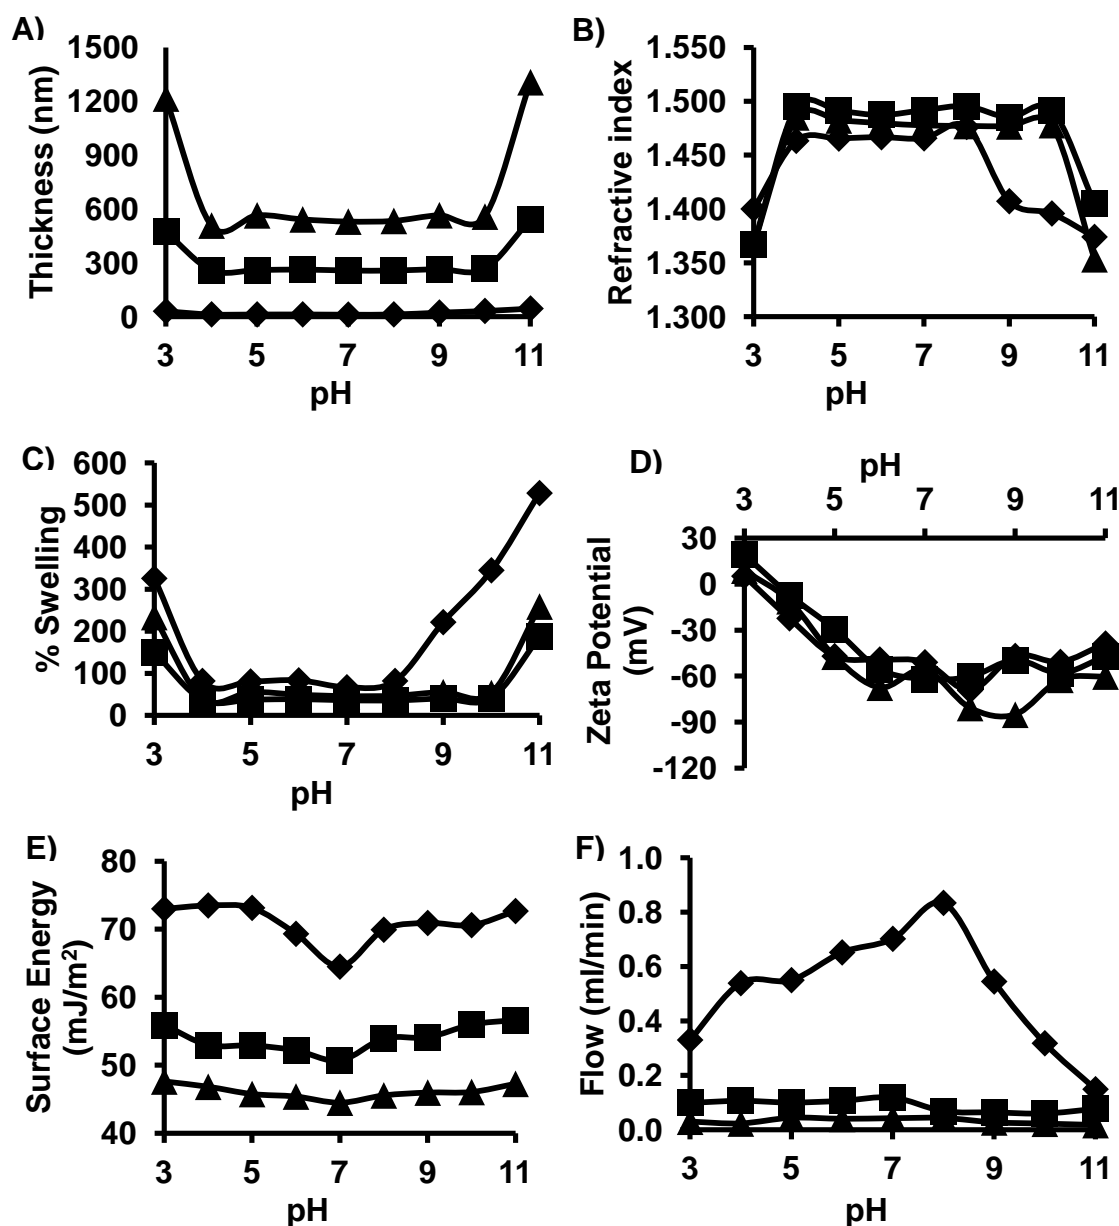 A)
Thickness (nm)
1500
1200
900
600
300
0
3 5 7 9 11
pH
B)
Refractive index
1.550
1.500
1.450
1.400
1.350
1.300
3 5 7 9 11
pH
C)
% Swelling
600
500
400
300
200
100
0
3 5 7 9 11
pH
D)
pH
3 5 7 9 11
Zeta Potential
(mV)
30
0
-30
-60
-90
-120
E)
Surface Energy
(mJ/m²)
80
70
60
50
40
3 5 7 9 11
pH
F)
Flow (ml/min)
1.0
0.8
0.6
0.4
0.2
0.0
3 5 7 9 11
pH